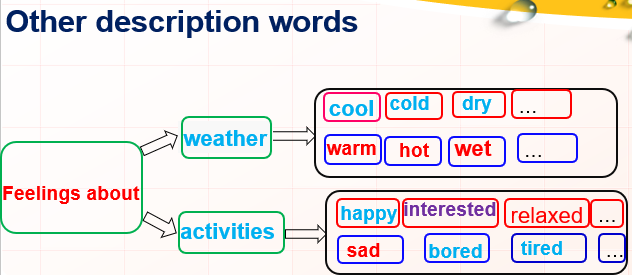 Other description words
cool cold dry ...
weather
warm hot wet ...
Feelings about
happy interested relaxed ...
activities
sad bored tired ...